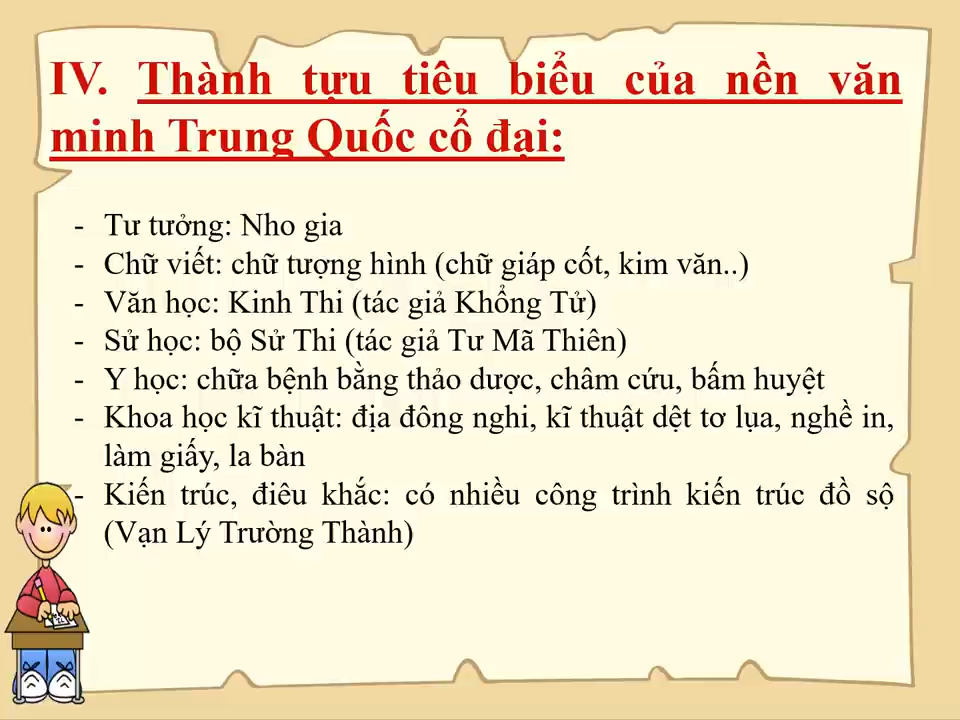 IV. Thành tựu tiêu biểu của nền văn
minh Trung Quốc cổ đại:
- Tư tưởng: Nho gia
- Chữ viết: chữ tượng hình (chữ giáp cốt, kim văn..)
- Văn học: Kinh Thi (tác giả Khổng Tử)
- Sử học: bộ Sử Thi (tác giả Tư Mã Thiên)
- Y học: chữa bệnh bằng thảo dược, châm cứu, bấm huyệt
- Khoa học kĩ thuật: địa đông nghi, kĩ thuật dệt tơ lụa, nghề in,
làm giấy, la bàn
- Kiến trúc, điêu khắc: có nhiều công trình kiến trúc đồ sộ
(Vạn Lý Trường Thành)